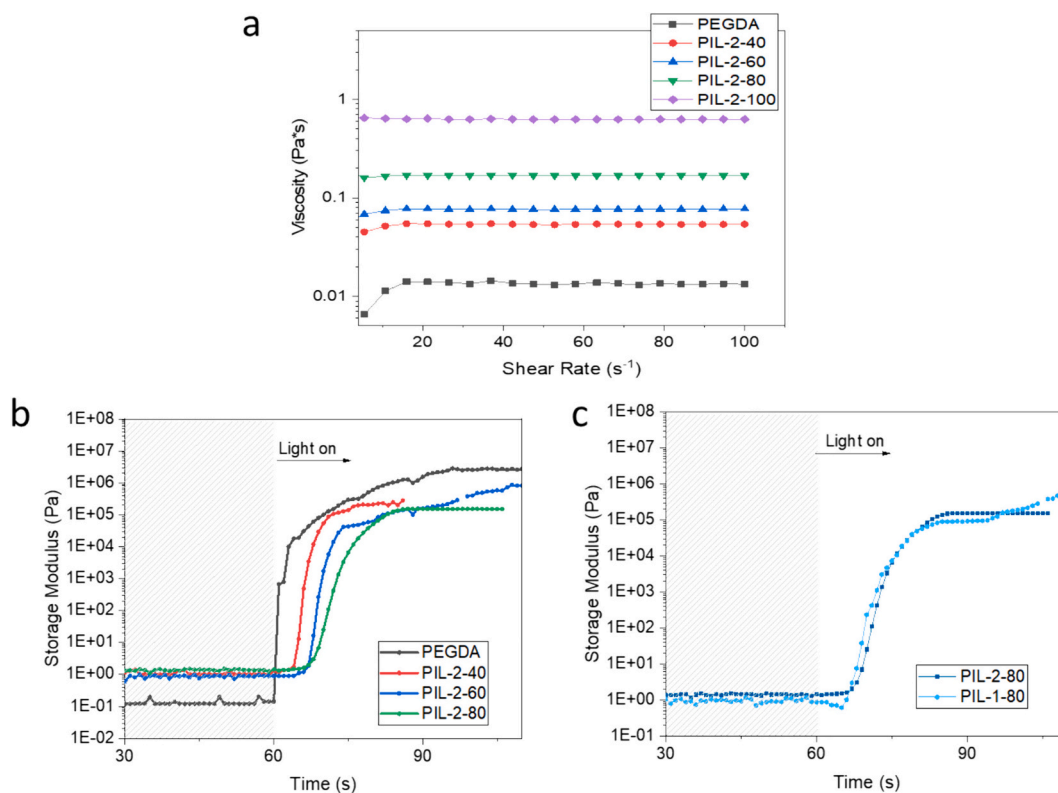 a
PEGDA
PIL-2-40
PIL-2-60
PIL-2-80
PIL-2-100
Viscosity (Pa*s)
1
0.1
0.01
20 40 60 80 100
Shear Rate (s⁻¹)
b
Storage Modulus (Pa)
1E+08
1E+07
1E+06
1E+05
1E+04
1E+03
1E+02
1E+01
1E+00
1E-01
1E-02
Light on
PEGDA
PIL-2-40
PIL-2-60
PIL-2-80
30 60 90
Time (s)
c
Storage Modulus (Pa)
1E+08
1E+07
1E+06
1E+05
1E+04
1E+03
1E+02
1E+01
1E+00
1E-01
Light on
PIL-2-80
PIL-1-80
30 60 90
Time (s)